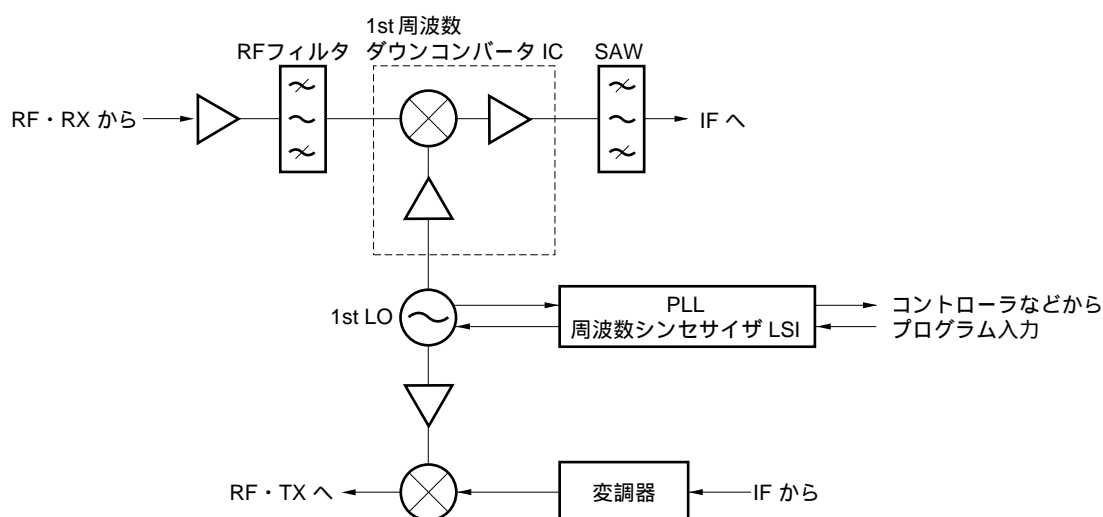 1st 周波数
RFフィルタ ダウンコンバータ IC SAW
RF・RX から
IF へ
1st LO
PLL
周波数シンセサイザ LSI
コントローラなどから
プログラム入力
RF・TX へ
変調器
IF から